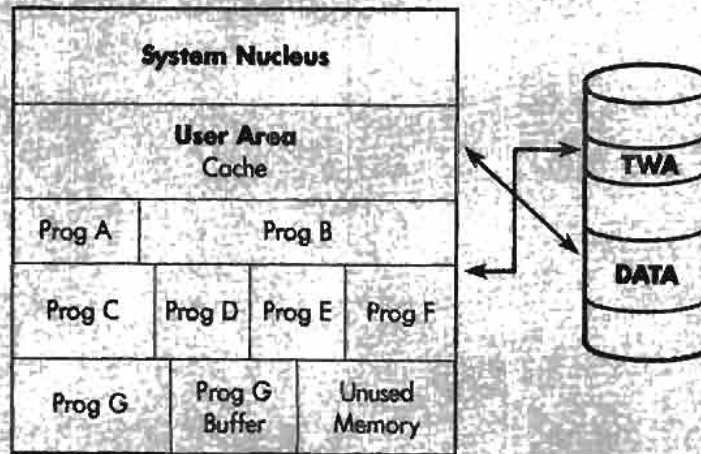 System Nucleus
User Area
Cache
TWA
Prog A
Prog B
DATA
Prog C
Prog D
Prog E
Prog F
Prog G
Prog G
Buffer
Unused
Memory